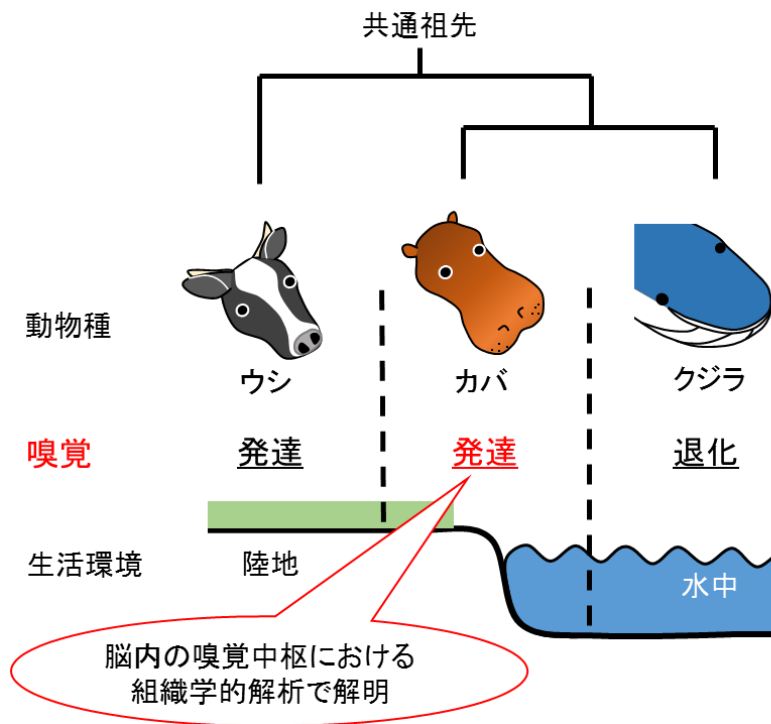 共通祖先
動物種
ウシ
カバ
クジラ
嗅覚
発達
発達
退化
生活環境
陸地
水中
脳内の嗅覚中枢における
組織学的解析で解明